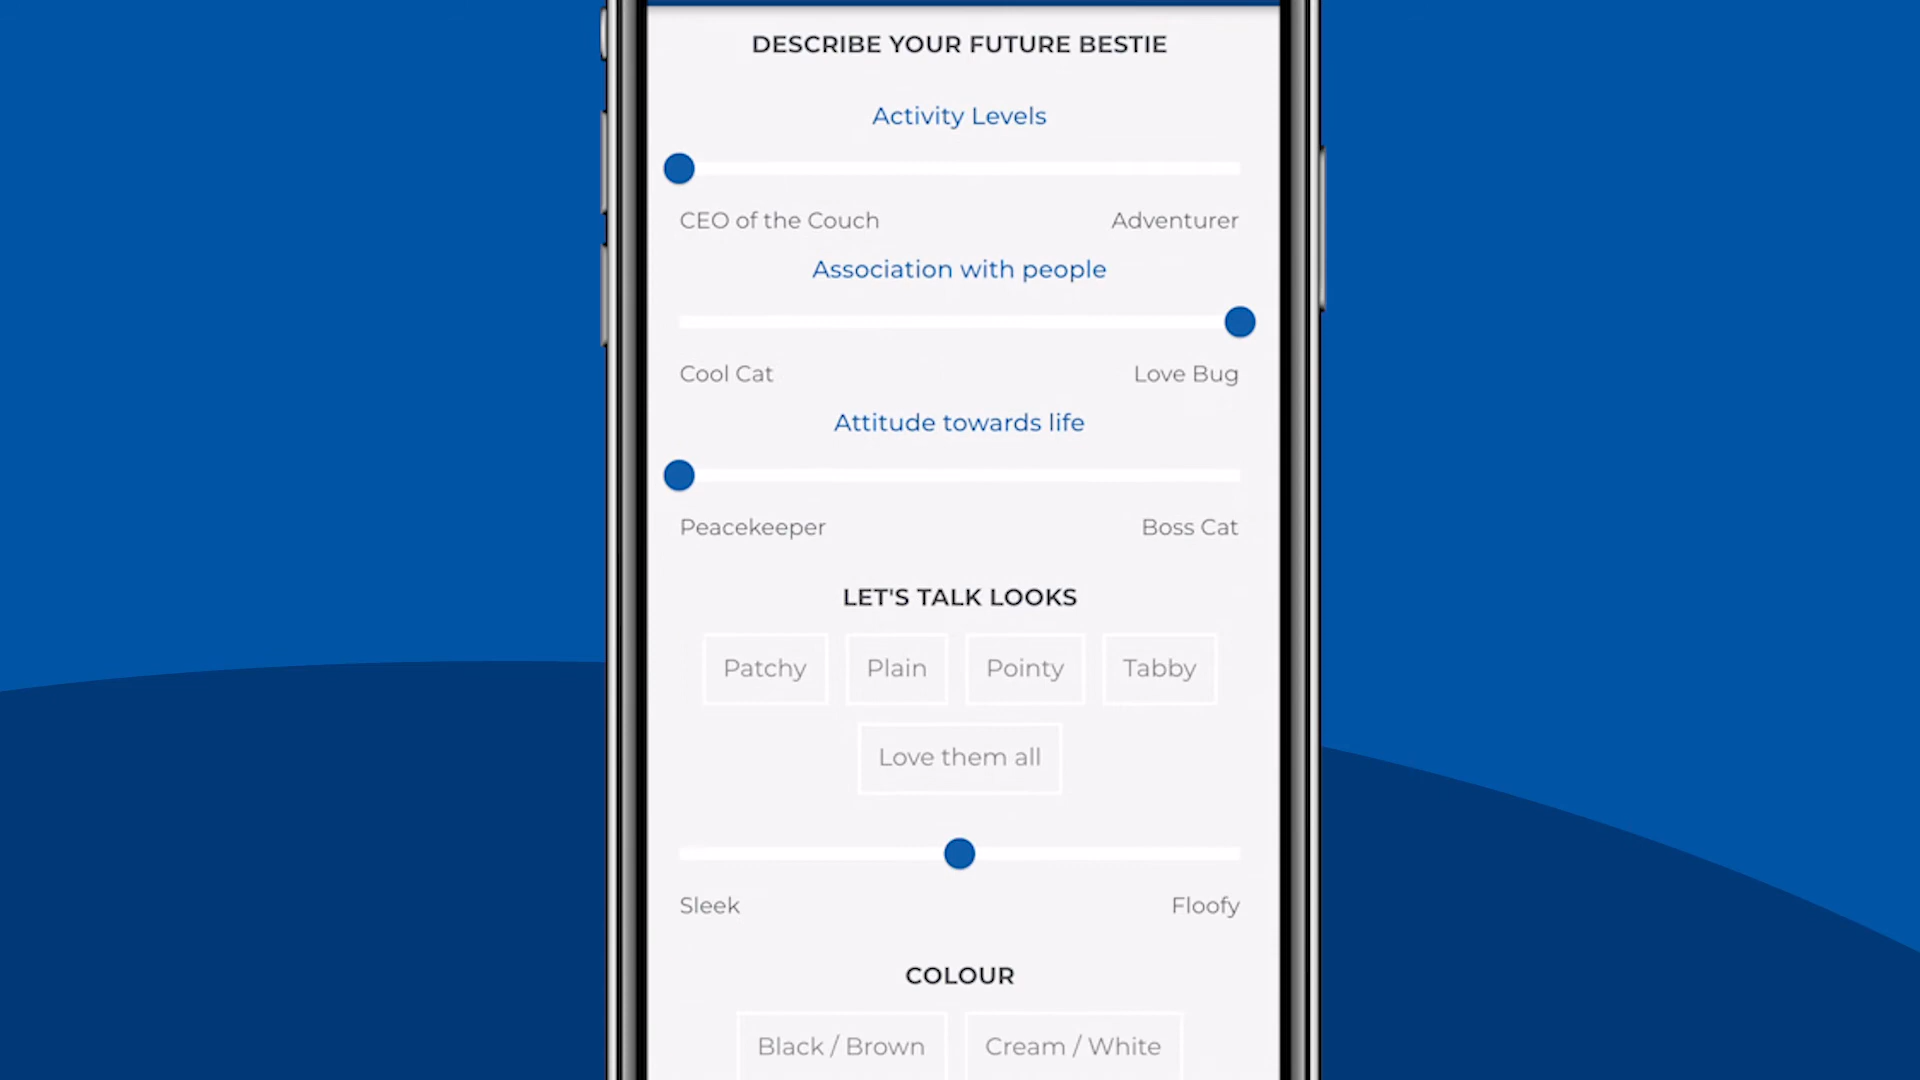 DESCRIBE YOUR FUTURE BESTIE
Activity Levels
CEO of the Couch Adventurer
Association with people
Cool Cat Love Bug
Attitude towards life
Peacekeeper Boss Cat
LET'S TALK LOOKS
Patchy Plain Pointy Tabby
Love them all
Sleek Floofy
COLOUR
Black / Brown Cream / White